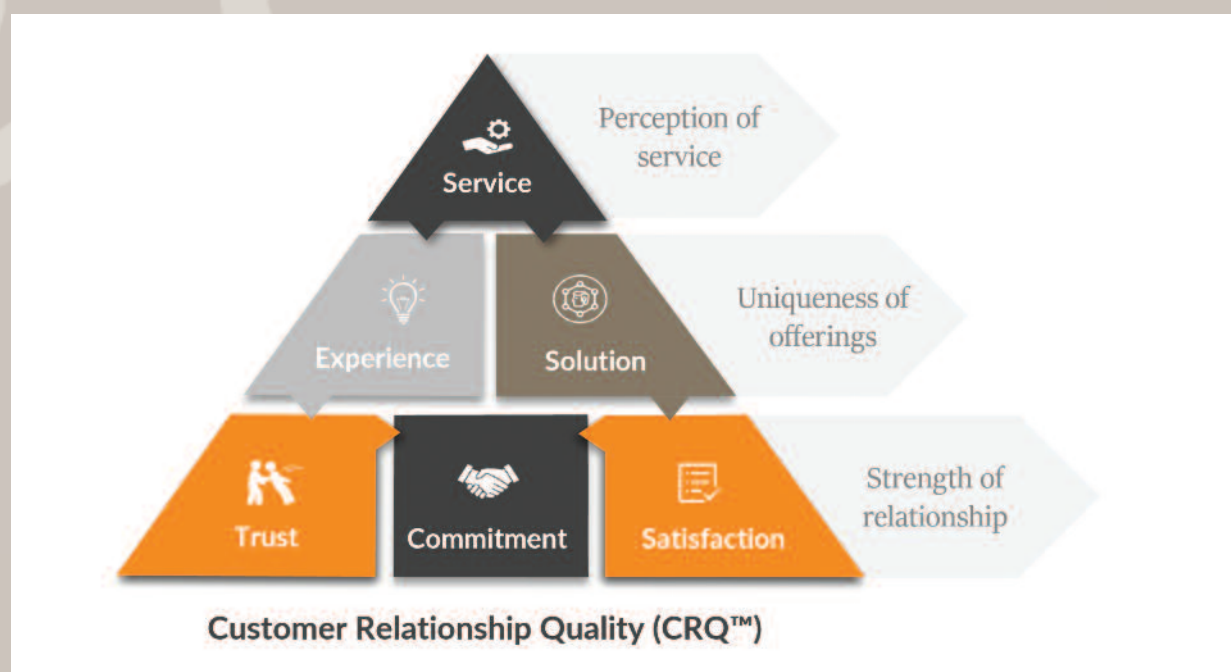 Service
Perception of
service
Experience
Solution
Uniqueness of
offerings
Trust
Commitment
Satisfaction
Strength of
relationship
Customer Relationship Quality (CRQ™)